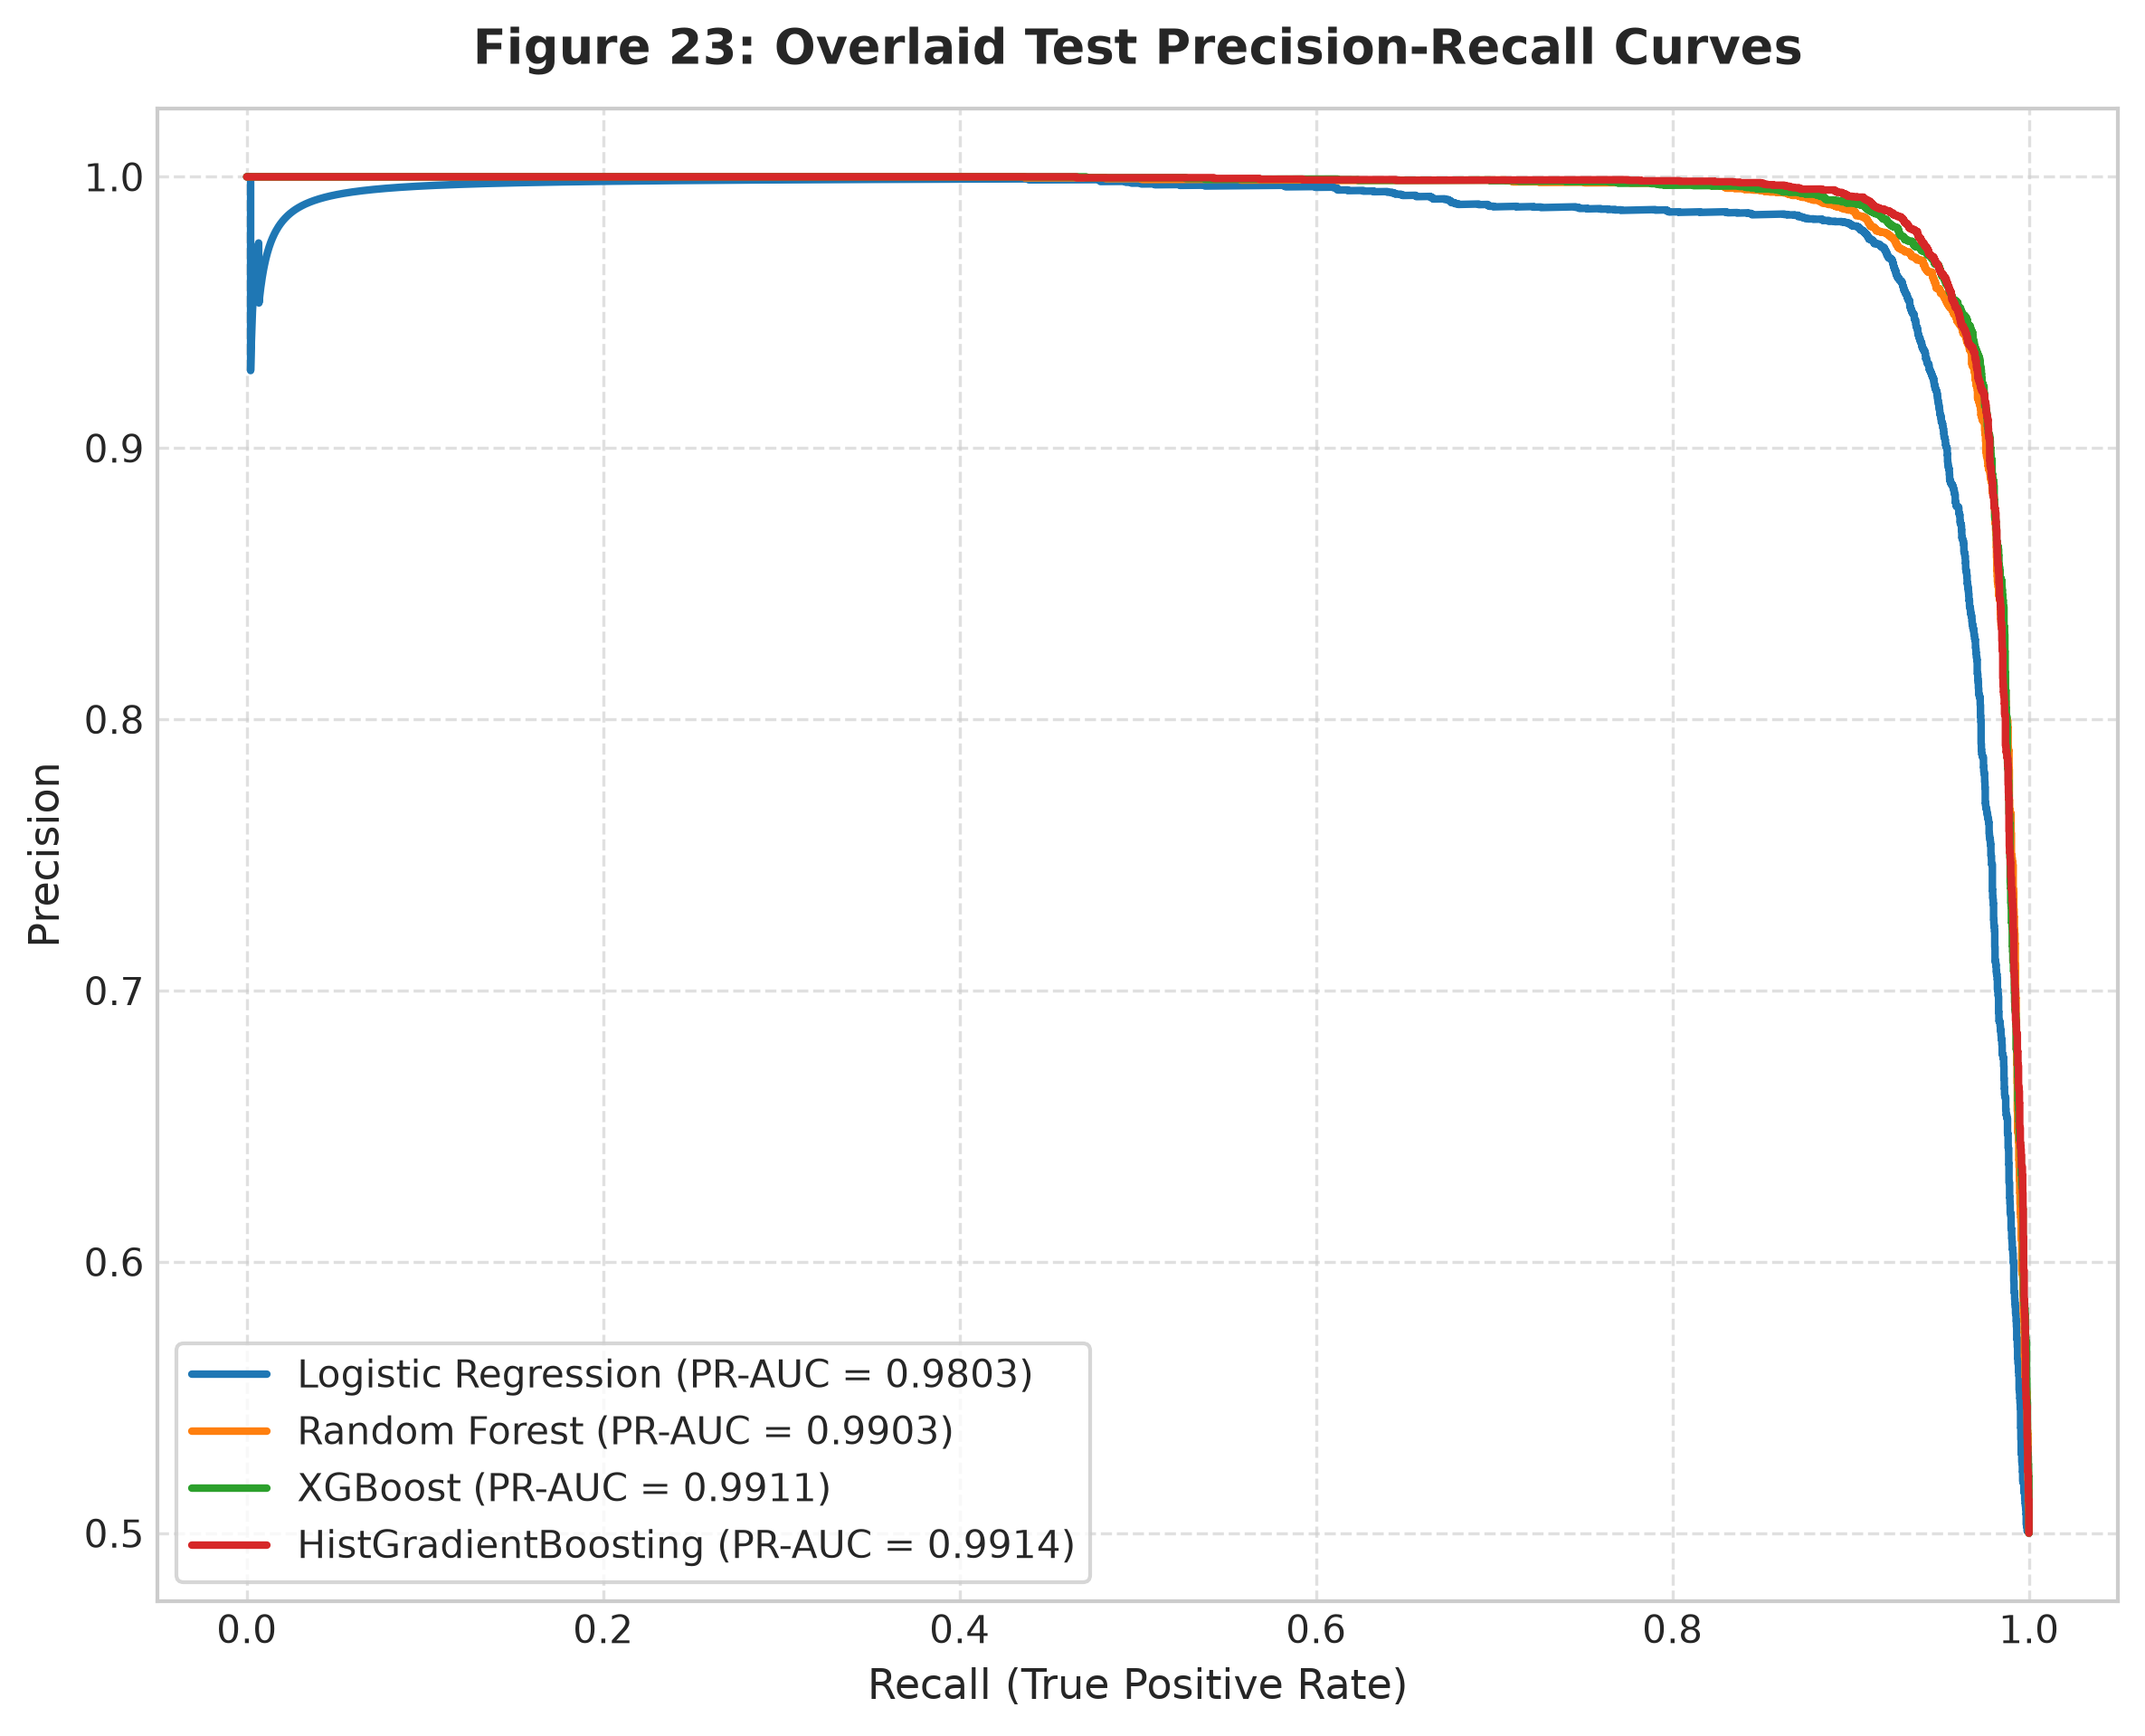 Figure 23: Overlaid Test Precision-Recall Curves
1.0
0.9
0.8
0.7
0.6
0.5
Precision
Logistic Regression (PR-AUC = 0.9803)
Random Forest (PR-AUC = 0.9903)
XGBoost (PR-AUC = 0.9911)
HistGradientBoosting (PR-AUC = 0.9914)
0.0 0.2 0.4 0.6 0.8 1.0
Recall (True Positive Rate)